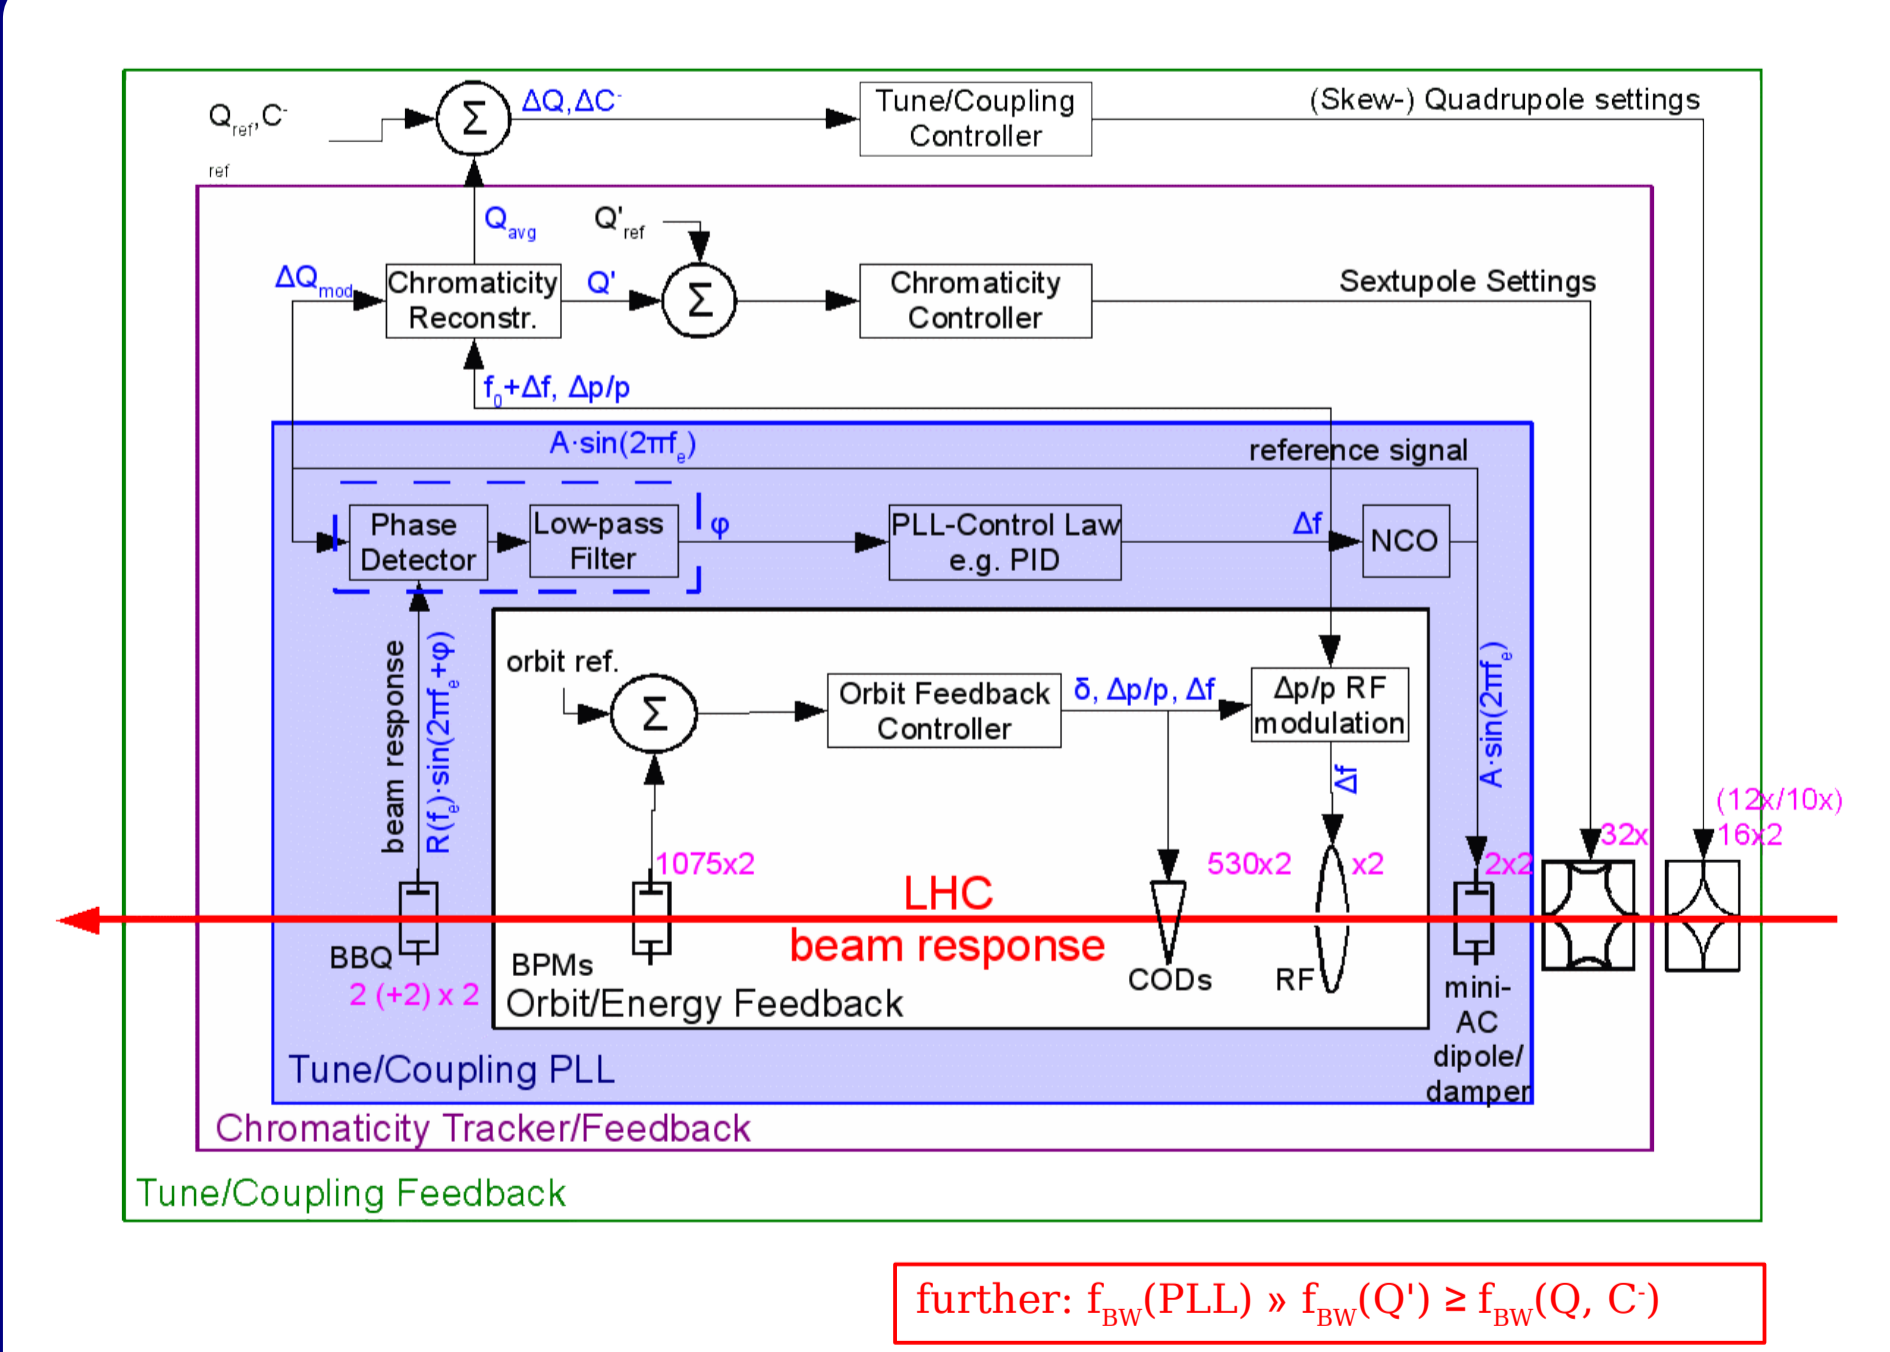 Q_ref, C^-
ref
Σ
ΔQ,ΔC^-
Tune/Coupling
Controller
(Skew-) Quadrupole settings
Q_avg
Q'_ref
ΔQ_mod
Chromaticity
Reconstr.
Q'
Σ
Chromaticity
Controller
Sextupole Settings
f_0+Δf, Δp/p
A·sin(2πf_e)
reference signal
Phase
Detector
Low-pass
Filter
φ
PLL-Control Law
e.g. PID
Δf
NCO
beam response
R(f_e)·sin(2πf_e+φ)
orbit ref.
Σ
Orbit Feedback
Controller
δ, Δp/p, Δf
Δp/p RF
modulation
Δf
A·sin(2πf_e)
(12x/10x)
1075x2
530x2
x2
2x2
32x
16x2
LHC
beam response
BBQ
2 (+2) x 2
BPMs
CODs
RF
mini-
AC
dipole/
damper
Orbit/Energy Feedback
Tune/Coupling PLL
Chromaticity Tracker/Feedback
Tune/Coupling Feedback
further: f_BW(PLL) » f_BW(Q') ≥ f_BW(Q, C^-)